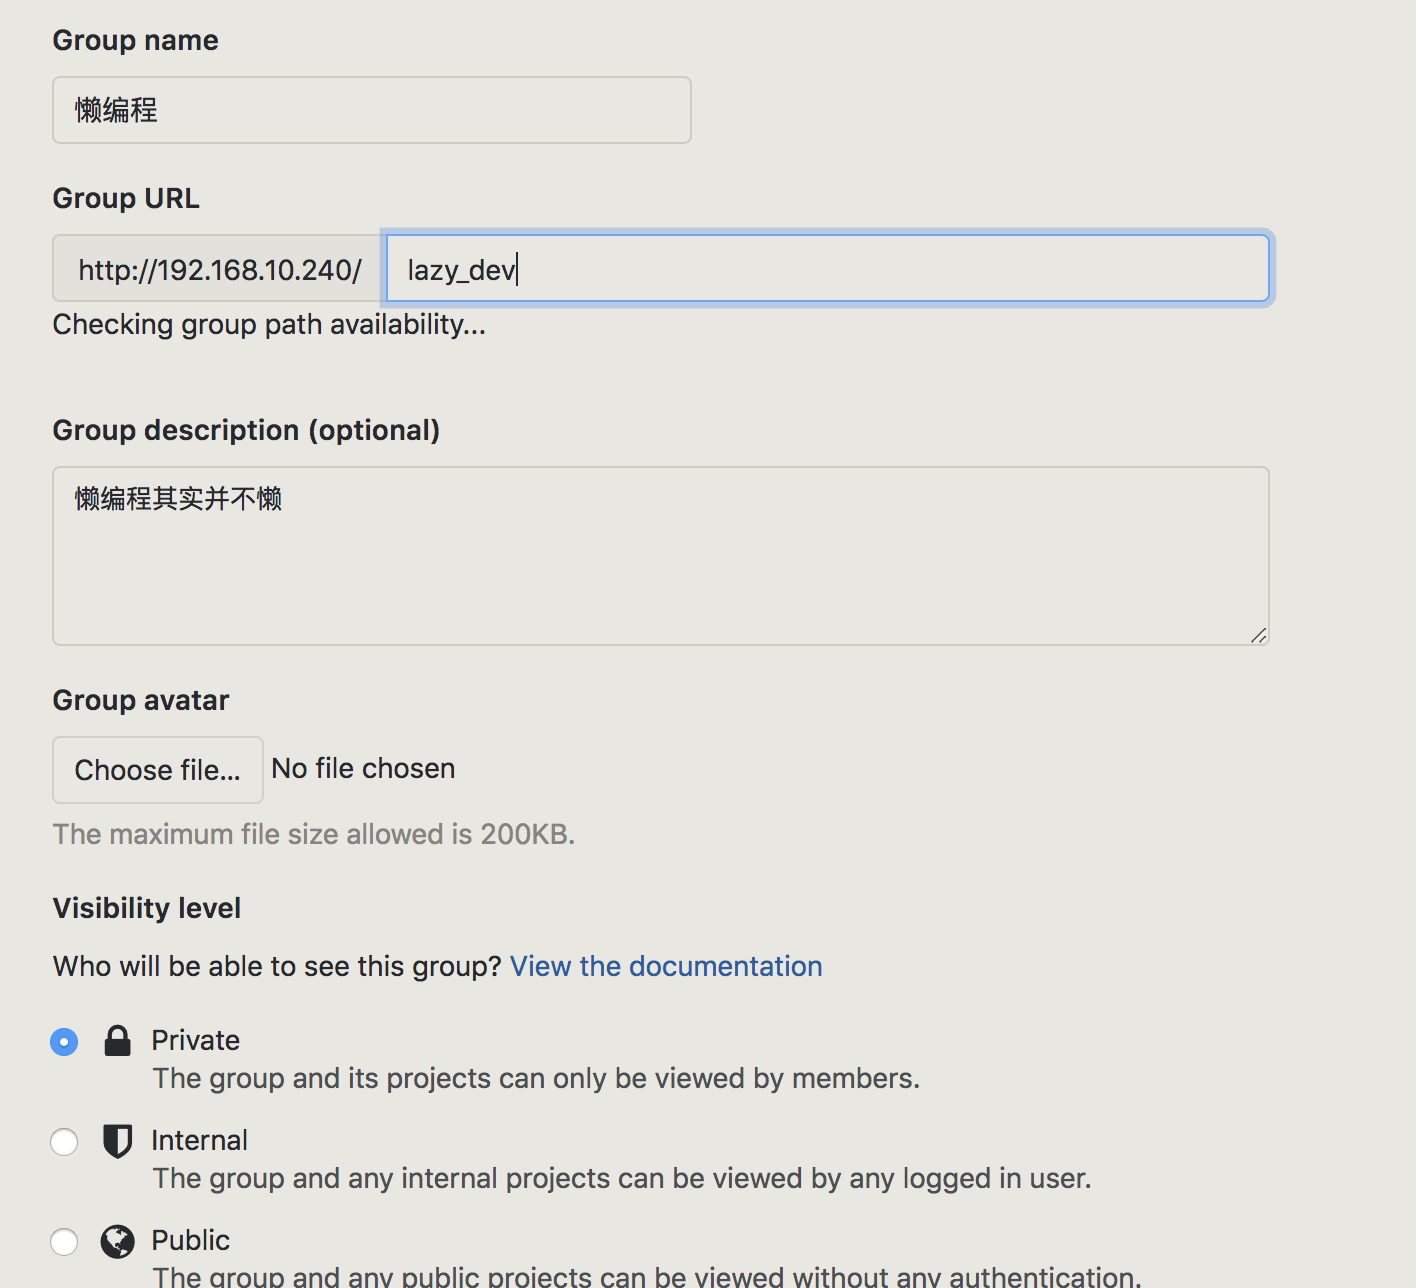 Group name
懒编程
Group URL
http://192.168.10.240/ lazy_dev
Checking group path availability...
Group description (optional)
懒编程其实并不懒
Group avatar
Choose file... No file chosen
The maximum file size allowed is 200KB.
Visibility level
Who will be able to see this group? View the documentation
Private
The group and its projects can only be viewed by members.
Internal
The group and any internal projects can be viewed by any logged in user.
Public
The group and any public projects can be viewed without any authentication.